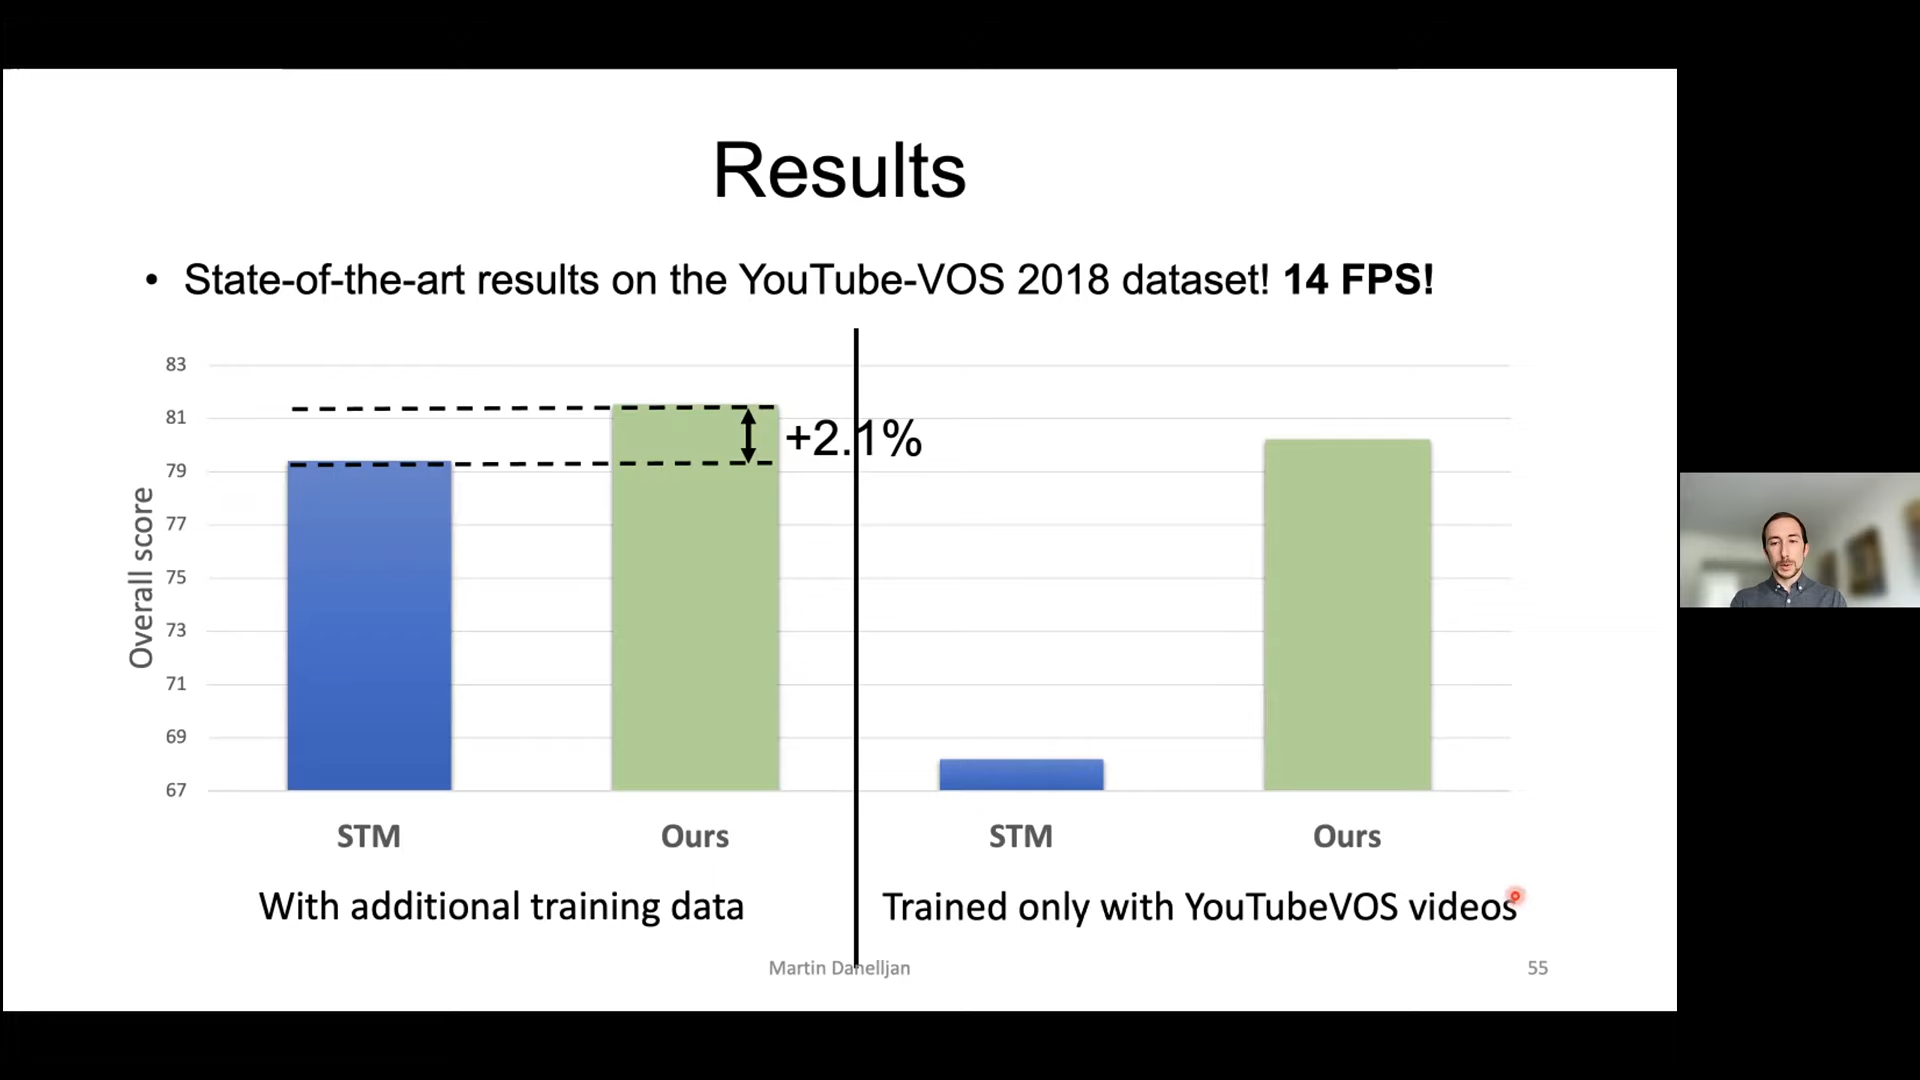 Results
• State-of-the-art results on the YouTube-VOS 2018 dataset! 14 FPS!
83
81
79
77
75
73
71
69
67
Overall score
+2.1%
STM
Ours
STM
Ours
With additional training data
Trained only with YouTubeVOS videos
Martin Danelljan
55